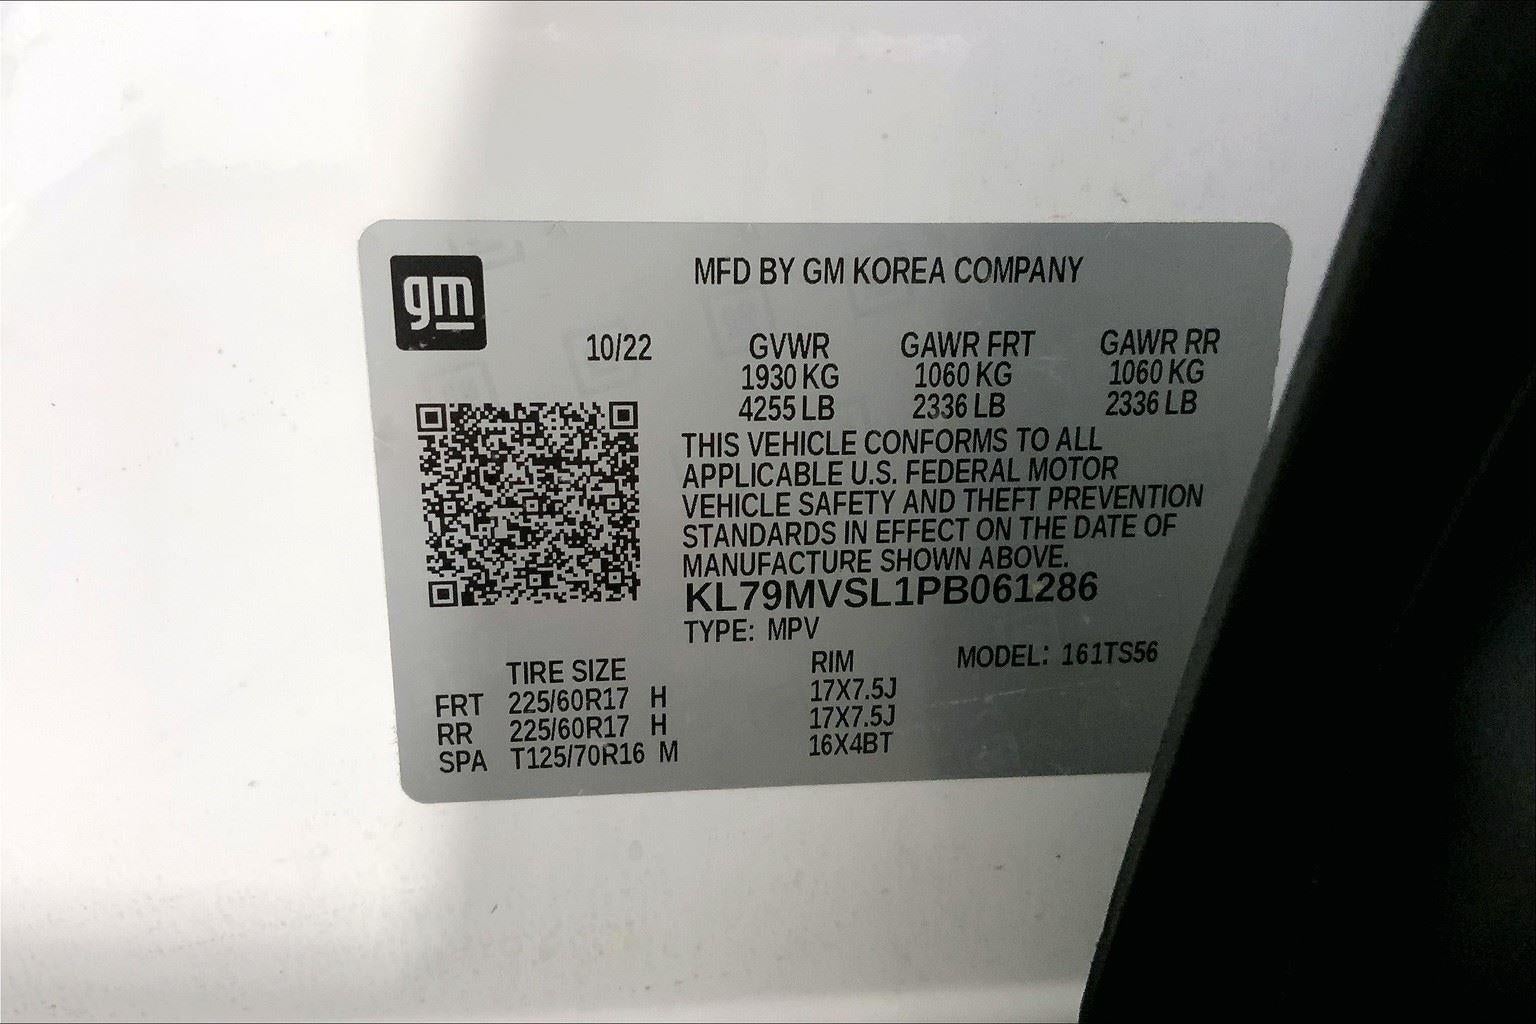 gm
MFD BY GM KOREA COMPANY
10/22 GVWR GAWR FRT GAWR RR
1930 KG 1060 KG 1060 KG
4255 LB 2336 LB 2336 LB
THIS VEHICLE CONFORMS TO ALL
APPLICABLE U.S. FEDERAL MOTOR
VEHICLE SAFETY AND THEFT PREVENTION
STANDARDS IN EFFECT ON THE DATE OF
MANUFACTURE SHOWN ABOVE.
KL79MVSL1PB061286
TYPE: MPV
TIRE SIZE RIM MODEL: 161TS56
FRT 225/60R17 H 17X7.5J
RR 225/60R17 H 17X7.5J
SPA T125/70R16 M 16X4BT